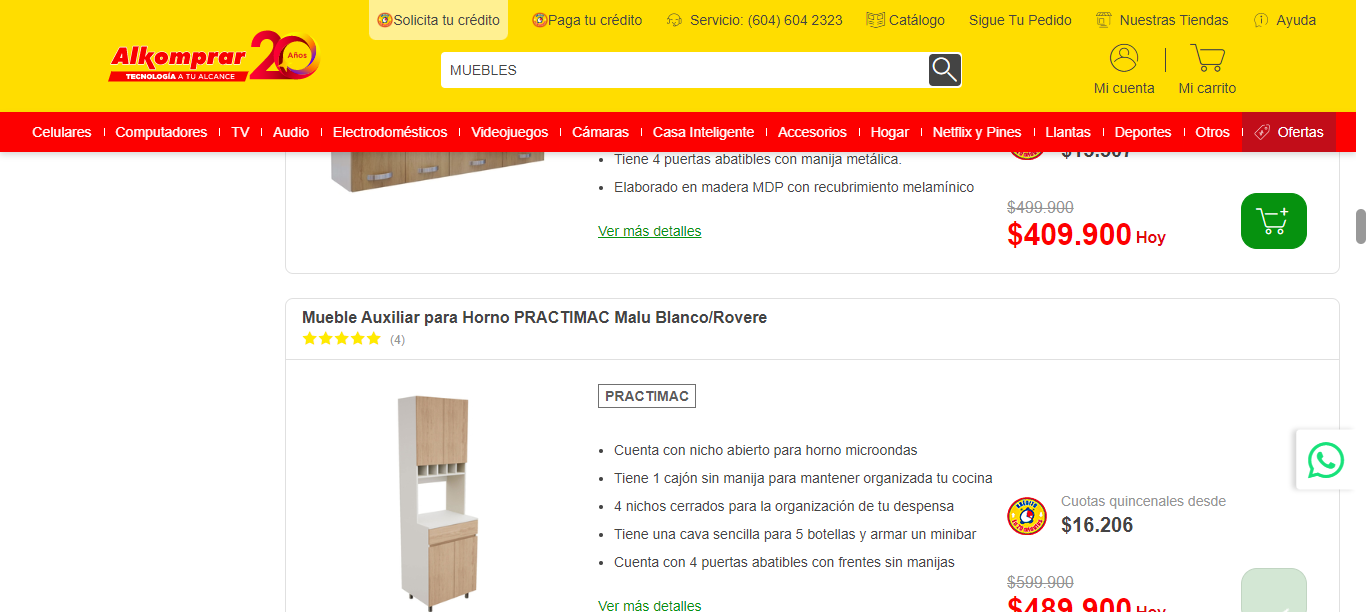 Solicita tu crédito
Paga tu crédito
Servicio: (604) 604 2323
Catálogo
Sigue Tu Pedido
Nuestras Tiendas
Ayuda
Alkomprar 20 Años
TECNOLOGÍA A TU ALCANCE
MUEBLES
Mi cuenta
Mi carrito
Celulares
Computadores
TV
Audio
Electrodomésticos
Videojuegos
Cámaras
Casa Inteligente
Accesorios
Hogar
Netflix y Pines
Llantas
Deportes
Otros
Ofertas
• Tiene 4 puertas abatibles con manija metálica.
• Elaborado en madera MDP con recubrimiento melamínico
Ver más detalles
$499.900
$409.900 Hoy
Mueble Auxiliar para Horno PRACTIMAC Malu Blanco/Rovere
(4)
PRACTIMAC
• Cuenta con nicho abierto para horno microondas
• Tiene 1 cajón sin manija para mantener organizada tu cocina
• 4 nichos cerrados para la organización de tu despensa
• Tiene una cava sencilla para 5 botellas y armar un minibar
• Cuenta con 4 puertas abatibles con frentes sin manijas
Ver más detalles
Cuotas quincenales desde
$16.206
$599.900
$489.900 Hoy